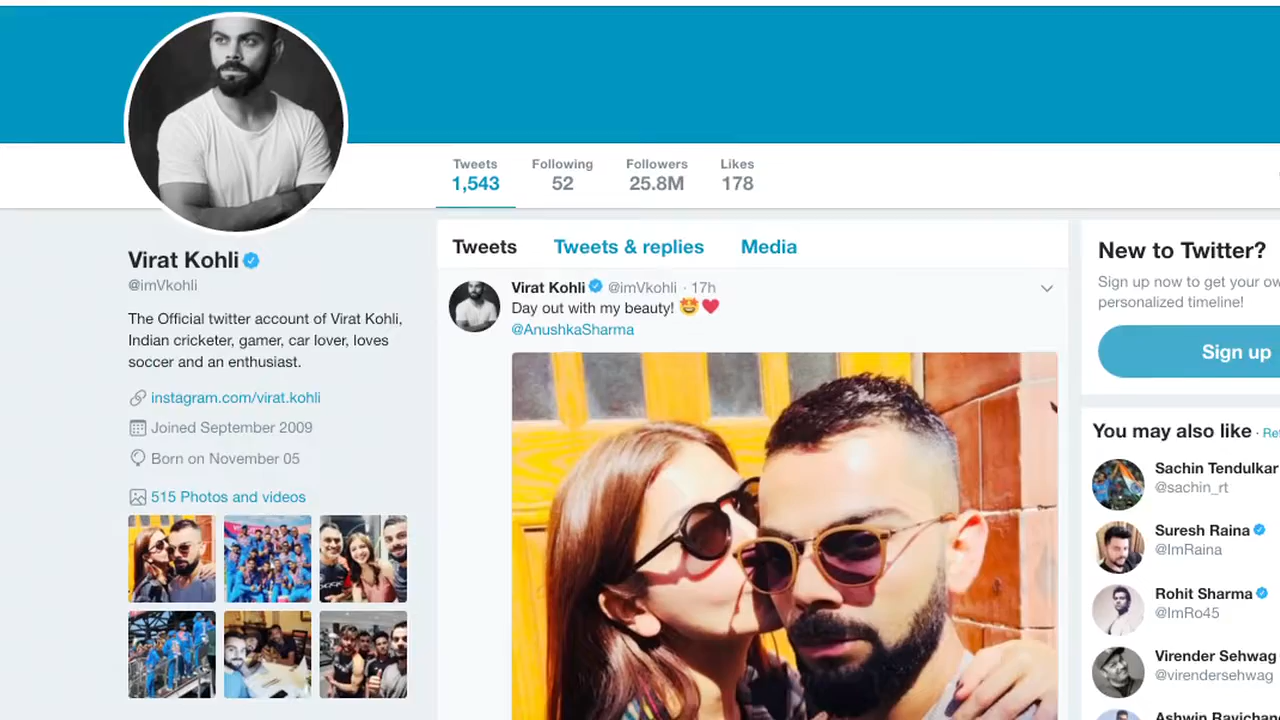 Tweets
1,543
Following
52
Followers
25.8M
Likes
178
Virat Kohli
@imVkohli
The Official twitter account of Virat Kohli,
Indian cricketer, gamer, car lover, loves
soccer and an enthusiast.
instagram.com/virat.kohli
Joined September 2009
Born on November 05
515 Photos and videos
Tweets Tweets & replies Media
Virat Kohli @imVkohli · 17h
Day out with my beauty! 🤩❤️
@AnushkaSharma
New to Twitter?
Sign up now to get your
personalized timeline!
Sign up
You may also like ·
Sachin Tendulkar
@sachin_rt
Suresh Raina
@ImRaina
Rohit Sharma
@ImRo45
Virender Sehwag
@virendersehwag
Ashwin